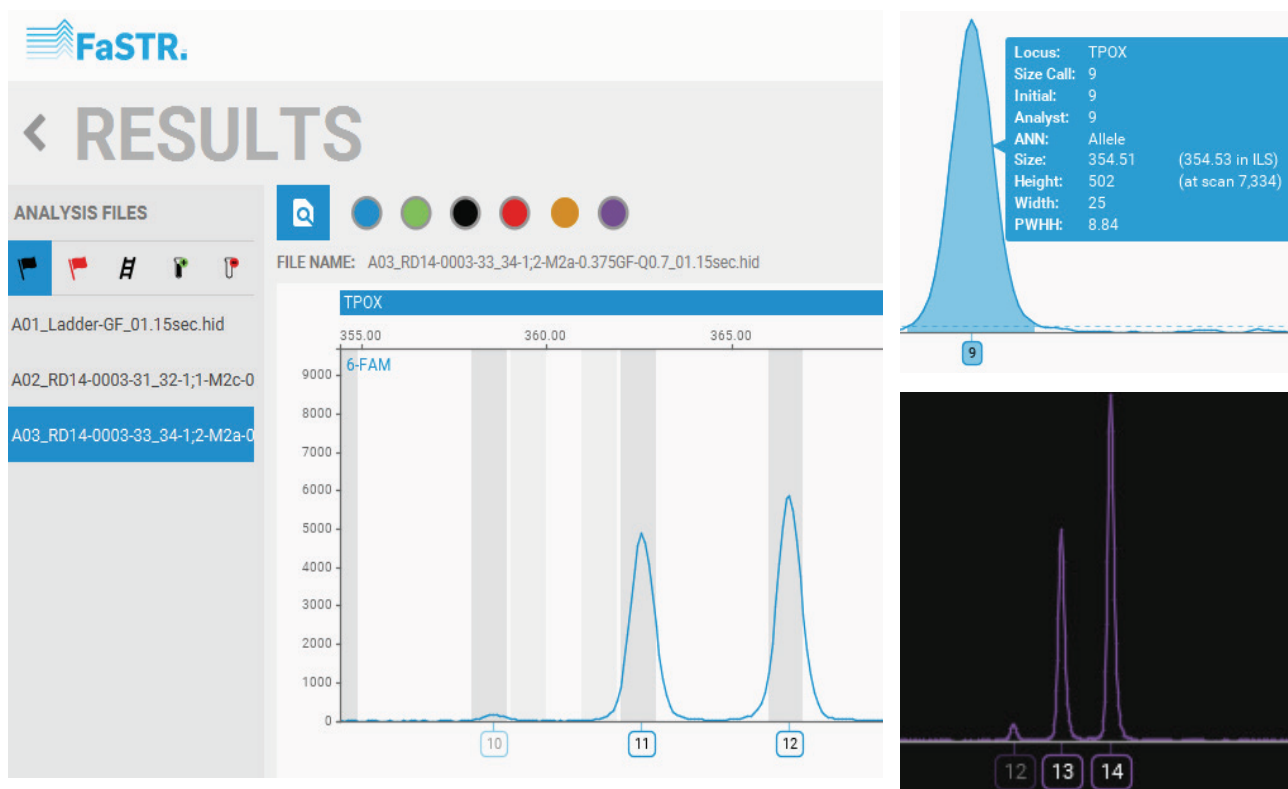 FaSTR.
RESULTS
ANALYSIS FILES
FILE NAME: A03_RD14-0003-33_34-1;2-M2a-0.375GF-Q0.7_01.15sec.hid
A01_Ladder-GF_01.15sec.hid
A02_RD14-0003-31_32-1;1-M2c-0
A03_RD14-0003-33_34-1;2-M2a-0
TPOX
355.00 360.00 365.00
6-FAM
9000
8000
7000
6000
5000
4000
3000
2000
1000
0
10 11 12
Locus: TPOX
Size Call: 9
Initial: 9
Analyst: 9
ANN: Allele
Size: 354.51 (354.53 in ILS)
Height: 502 (at scan 7,334)
Width: 25
PWHH: 8.84
9
12 13 14